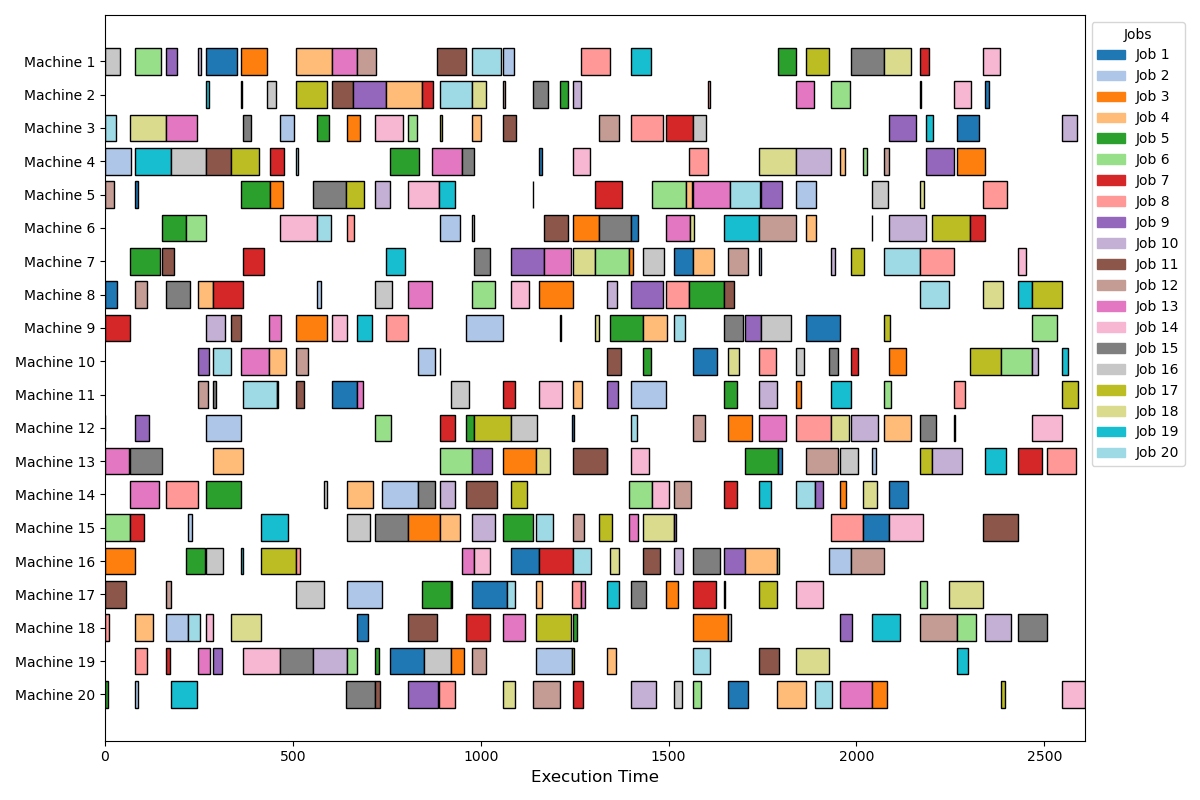 Machine 1
Machine 2
Machine 3
Machine 4
Machine 5
Machine 6
Machine 7
Machine 8
Machine 9
Machine 10
Machine 11
Machine 12
Machine 13
Machine 14
Machine 15
Machine 16
Machine 17
Machine 18
Machine 19
Machine 20
0 500 1000 1500 2000 2500
Execution Time
Jobs
Job 1
Job 2
Job 3
Job 4
Job 5
Job 6
Job 7
Job 8
Job 9
Job 10
Job 11
Job 12
Job 13
Job 14
Job 15
Job 16
Job 17
Job 18
Job 19
Job 20